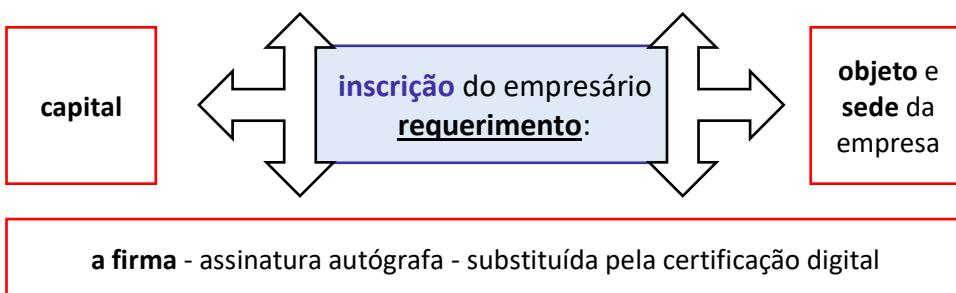 capital
inscrição do empresário
requerimento:
objeto e
sede da
empresa
a firma - assinatura autógrafa - substituída pela certificação digital